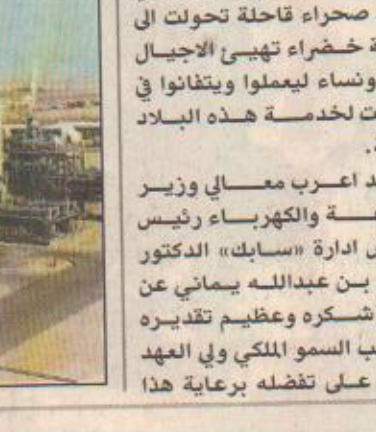 صحراء قاحلة تحولت الى
ة خضراء تهيئ الاجيال
ونساء ليعملوا ويتفانوا في
ت لخدمة هذه البلاد
.
د اعرب معالي وزير
عة والكهرباء رئيس
س ادارة «سابك» الدكتور
بن عبدالله يماني عن
شكره وعظيم تقديره
ب السمو الملكي ولي العهد
على تفضله برعاية هذا